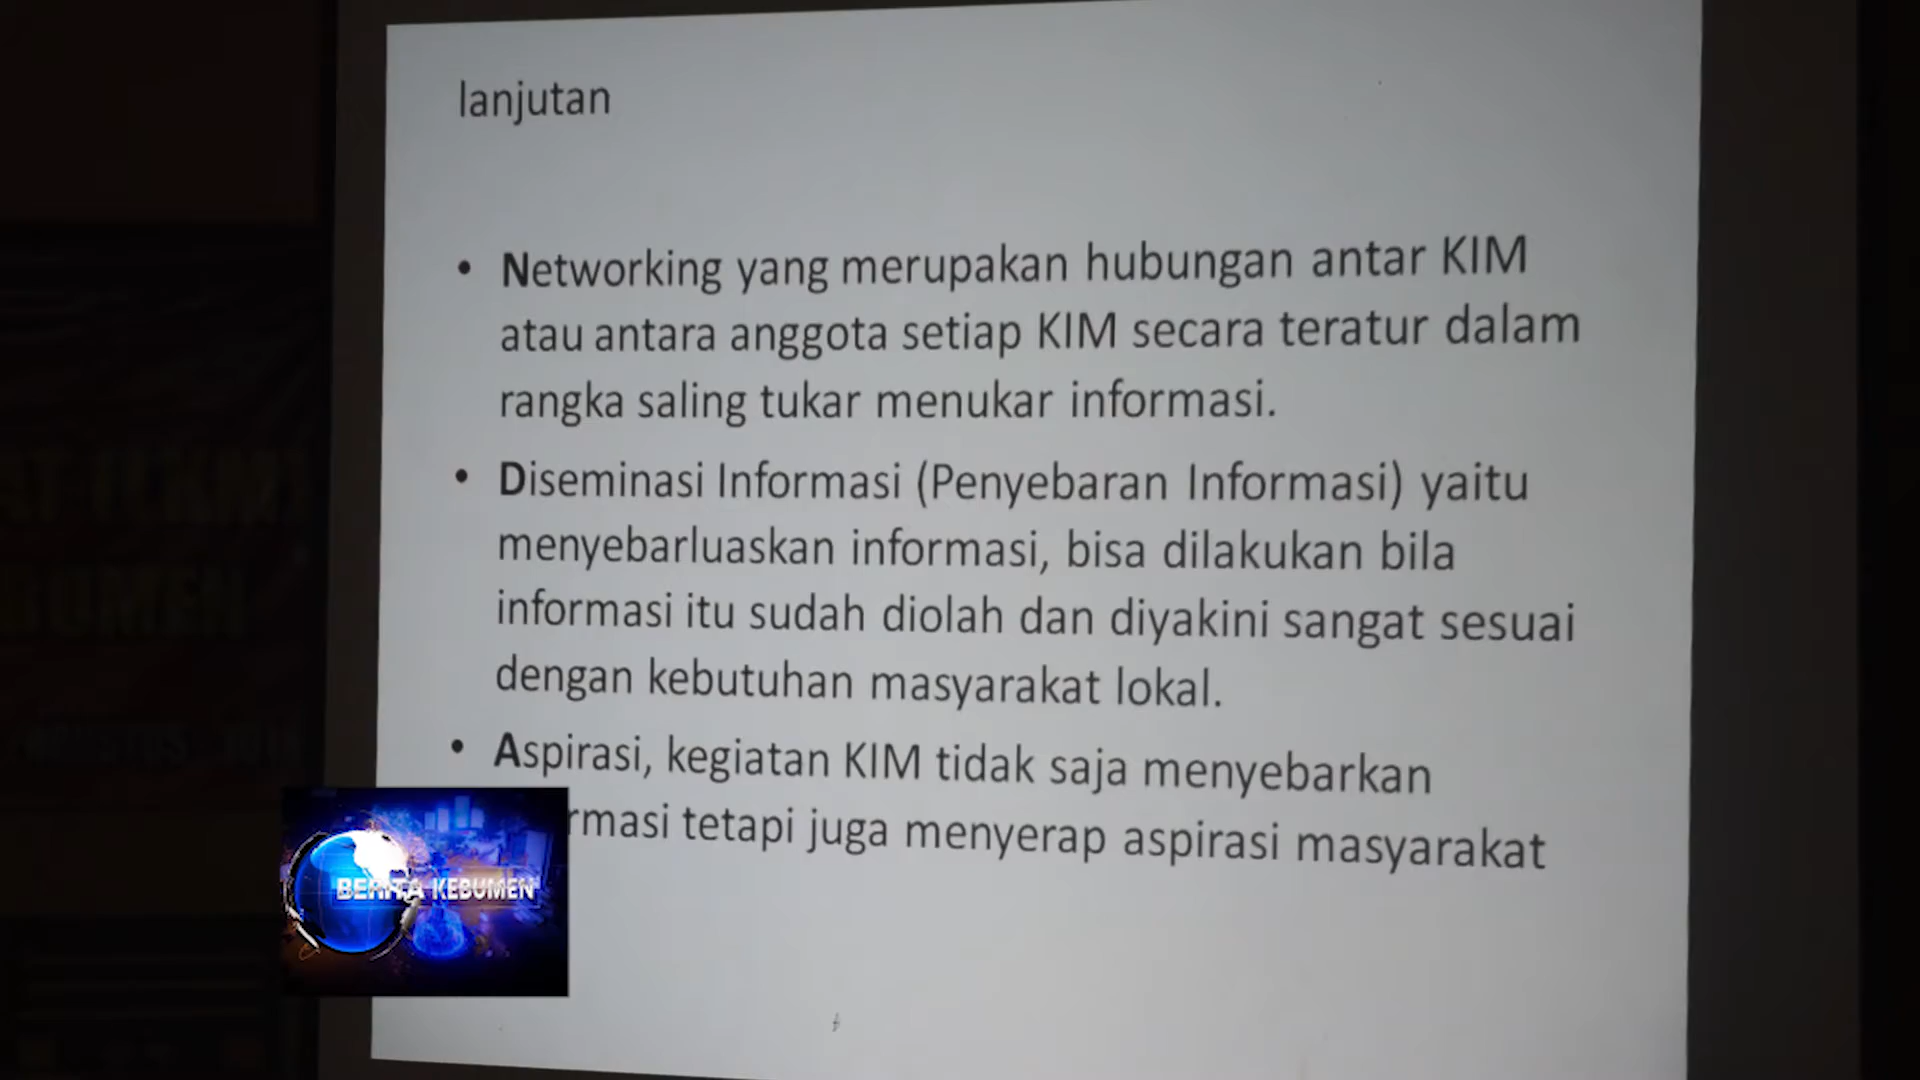 lanjutan
• Networking yang merupakan hubungan antar KIM
atau antara anggota setiap KIM secara teratur dalam
rangka saling tukar menukar informasi.
• Diseminasi Informasi (Penyebaran Informasi) yaitu
menyebarluaskan informasi, bisa dilakukan bila
informasi itu sudah diolah dan diyakini sangat sesuai
dengan kebutuhan masyarakat lokal.
• Aspirasi, kegiatan KIM tidak saja menyebarkan
rmasi tetapi juga menyerap aspirasi masyarakat
BERITA KEBUMEN